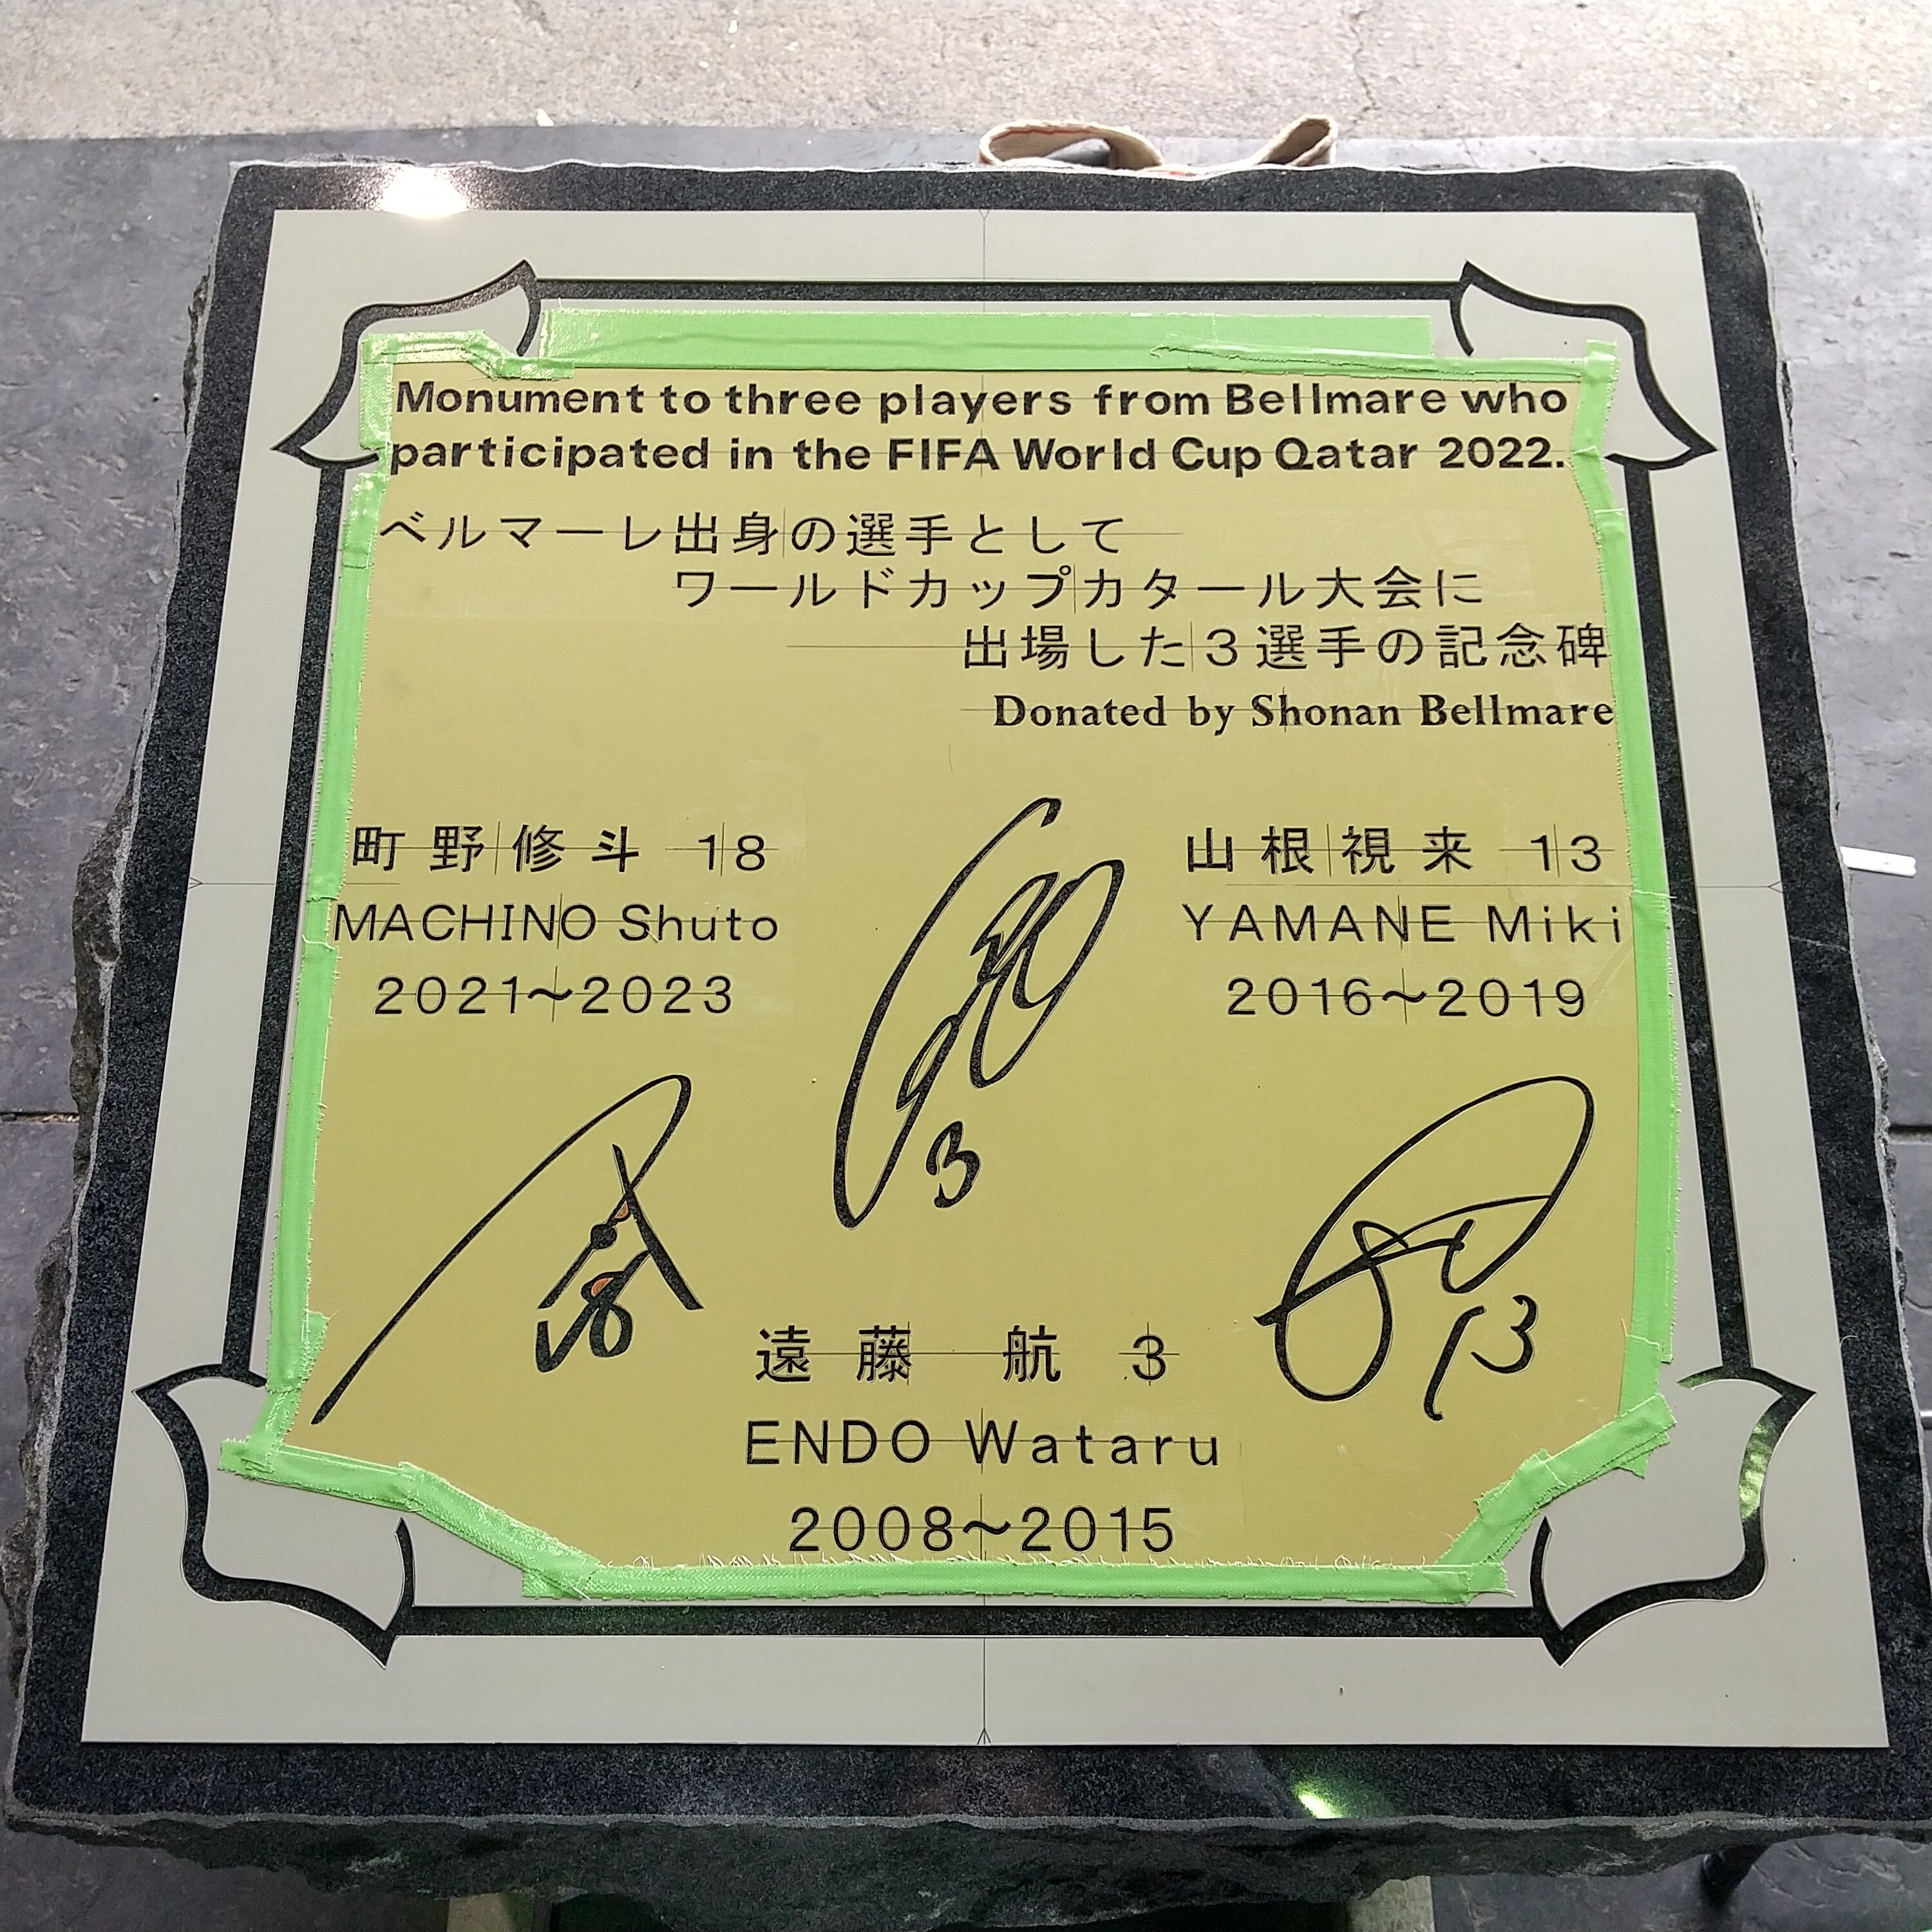 Monument to three players from Bellmare who
participated in the FIFA World Cup Qatar 2022.
ベルマーレ出身の選手として
ワールドカップカタール大会に
出場した3選手の記念碑
Donated by Shonan Bellmare
町野修斗 18
MACHINO Shuto
2021～2023
山根視来 13
YAMANE Miki
2016～2019
3
18
13
遠藤 航 3
ENDO Wataru
2008～2015